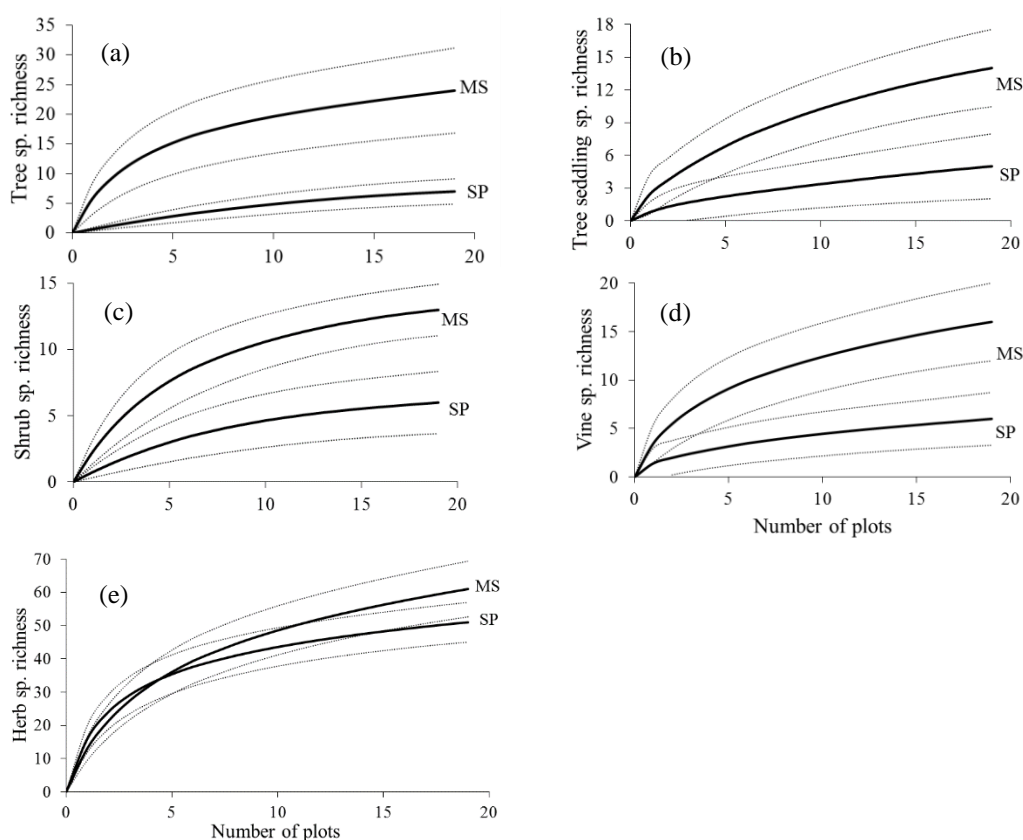 Tree sp. richness
35
30
25
20
15
10
5
0
(a)
MS
SP
0 5 10 15 20
Tree seddling sp. richness
18
15
12
9
6
3
0
(b)
MS
SP
0 5 10 15 20
Shrub sp. richness
15
10
5
0
(c)
MS
SP
0 5 10 15 20
Vine sp. richness
20
15
10
5
0
(d)
MS
SP
0 5 10 15 20
Number of plots
Herb sp. richness
70
60
50
40
30
20
10
0
(e)
MS
SP
0 5 10 15 20
Number of plots